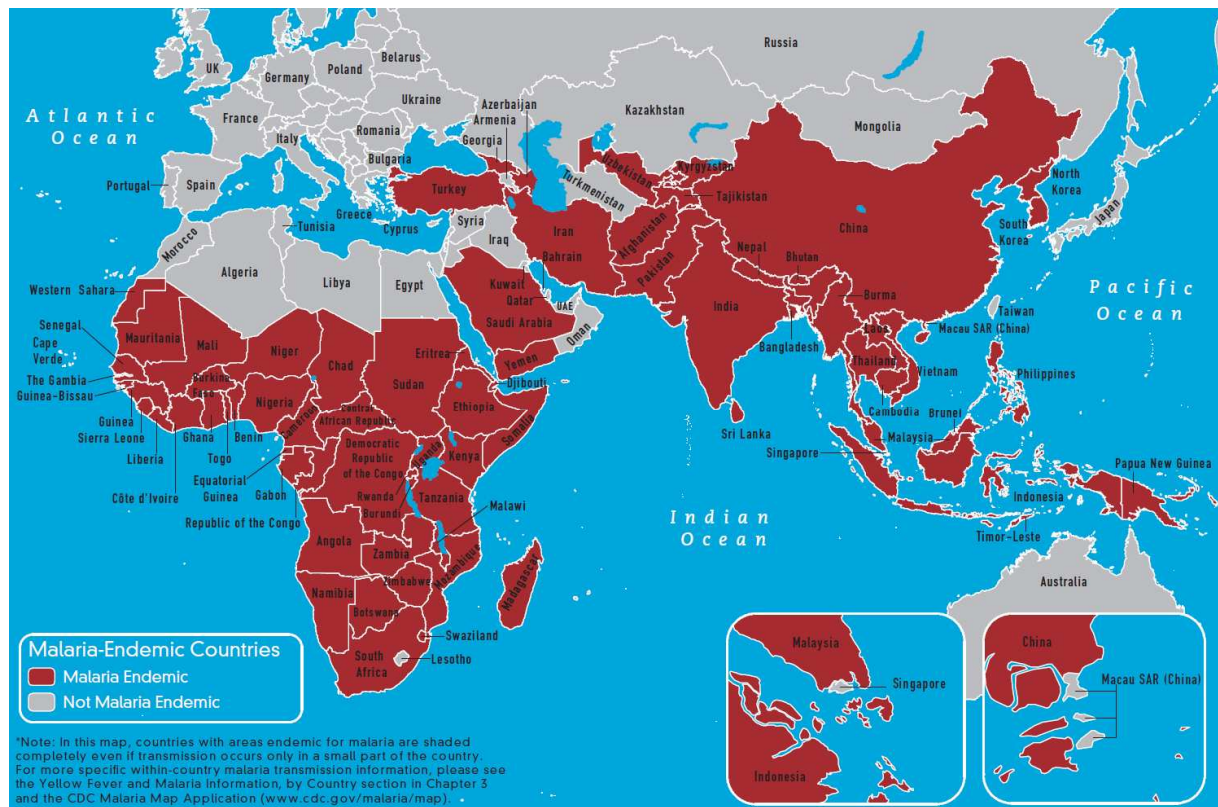 Russia
UK
Belarus
Poland
Germany
Ukraine
Kazakhstan
Mongolia
France
Azerbaijan
Armenia
Georgia
Romania
Italy
Bulgaria
Atlantic
Ocean
Portugal
Spain
Greece
Turkey
Cyprus
Tunisia
Uzbekistan
Kyrgyzstan
Turkmenistan
Tajikistan
North
Korea
South
Korea
Japan
China
Syria
Iraq
Iran
Afghanistan
Pakistan
Nepal
Bhutan
Morocco
Algeria
Libya
Egypt
Bahrain
Kuwait
Qatar
UAE
Saudi Arabia
Oman
Yemen
India
Burma
Bangladesh
Laos
Thailand
Vietnam
Cambodia
Macau SAR (China)
Taiwan
Pacific
Ocean
Philippines
Western Sahara
Mauritania
Mali
Niger
Chad
Sudan
Eritrea
Djibouti
Ethiopia
Somalia
Senegal
Cape
Verde
The Gambia
Guinea-Bissau
Guinea
Sierra Leone
Liberia
Côte d'Ivoire
Burkina
Faso
Ghana
Togo
Benin
Nigeria
Cameroon
Central
African Republic
Equatorial
Guinea
Gabon
Republic of the Congo
Democratic
Republic
of the Congo
Uganda
Kenya
Rwanda
Burundi
Tanzania
Malawi
Sri Lanka
Brunei
Malaysia
Singapore
Indonesia
Papua New Guinea
Timor-Leste
Indian
Ocean
Angola
Zambia
Zimbabwe
Mozambique
Madagascar
Namibia
Botswana
Swaziland
South
Africa
Lesotho
Australia
Malaria-Endemic Countries
Malaria Endemic
Not Malaria Endemic
Malaysia
Singapore
Indonesia
China
Macau SAR (China)
*Note: In this map, countries with areas endemic for malaria are shaded
completely even if transmission occurs only in a small part of the country.
For more specific within-country malaria transmission information, please see
the Yellow Fever and Malaria Information, by Country section in Chapter 3
and the CDC Malaria Map Application (www.cdc.gov/malaria/map).